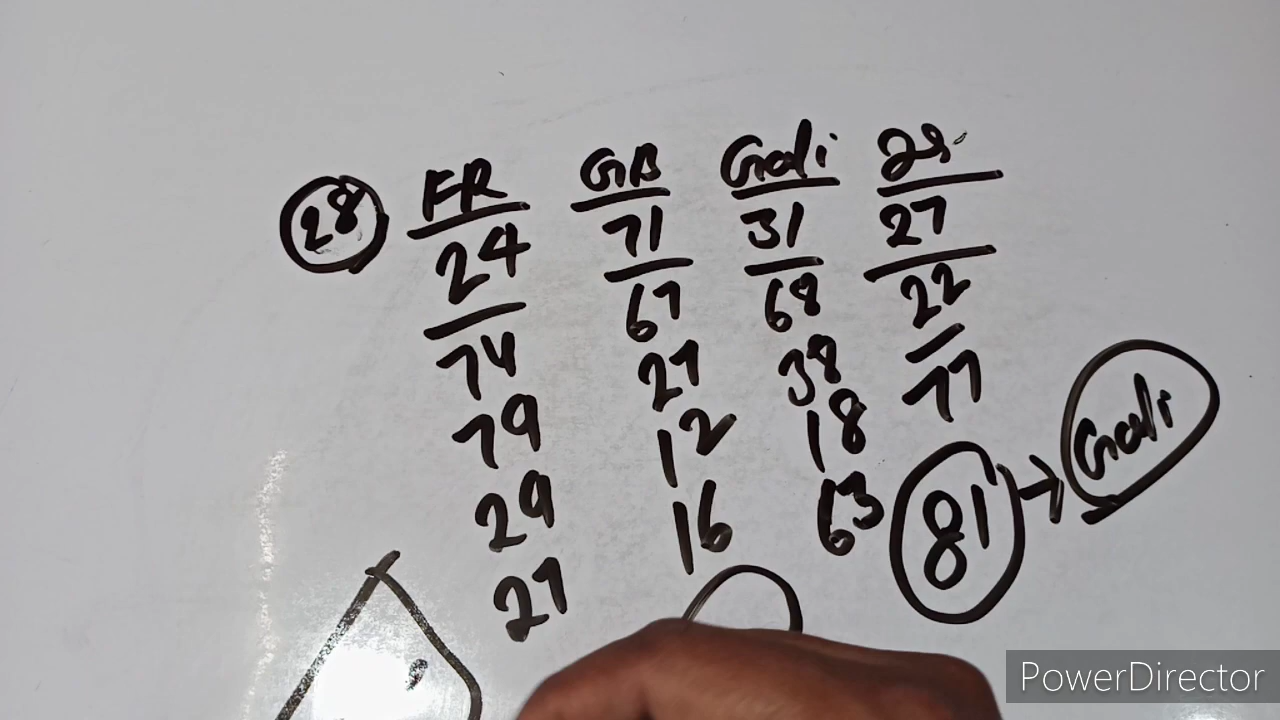 28 FR GB Gali
24 71 31 27
74 67 68 22
79 27 38 77
29 12 18
27 16 63 81 → Gali
PowerDirector